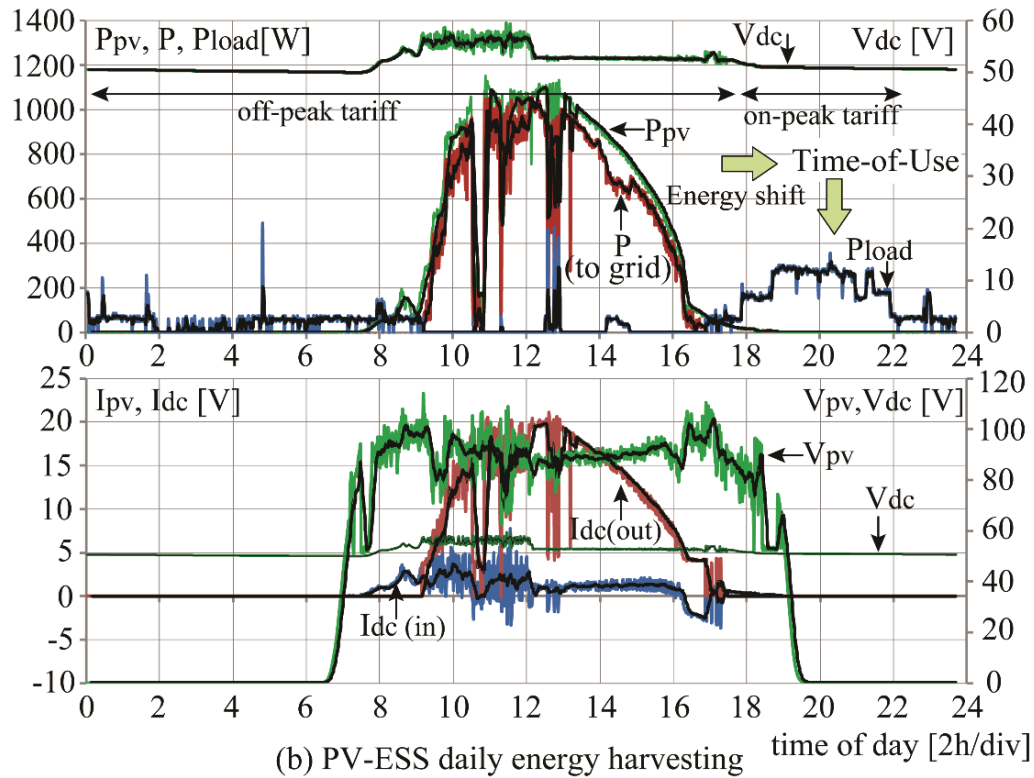 1400
1200
1000
800
600
400
200
0
Ppv, P, Pload[W]
Vdc
Vdc [V]
60
50
40
30
20
10
0
off-peak tariff
on-peak tariff
Ppv
Time-of-Use
Energy shift
P
(to grid)
Pload
0 2 4 6 8 10 12 14 16 18 20 22 24
25
20
15
10
5
0
-5
-10
Ipv, Idc [V]
Vpv,Vdc [V]
120
100
80
60
40
20
0
Vpv
Vdc
Idc(out)
Idc (in)
0 2 4 6 8 10 12 14 16 18 20 22 24
(b) PV-ESS daily energy harvesting
time of day [2h/div]